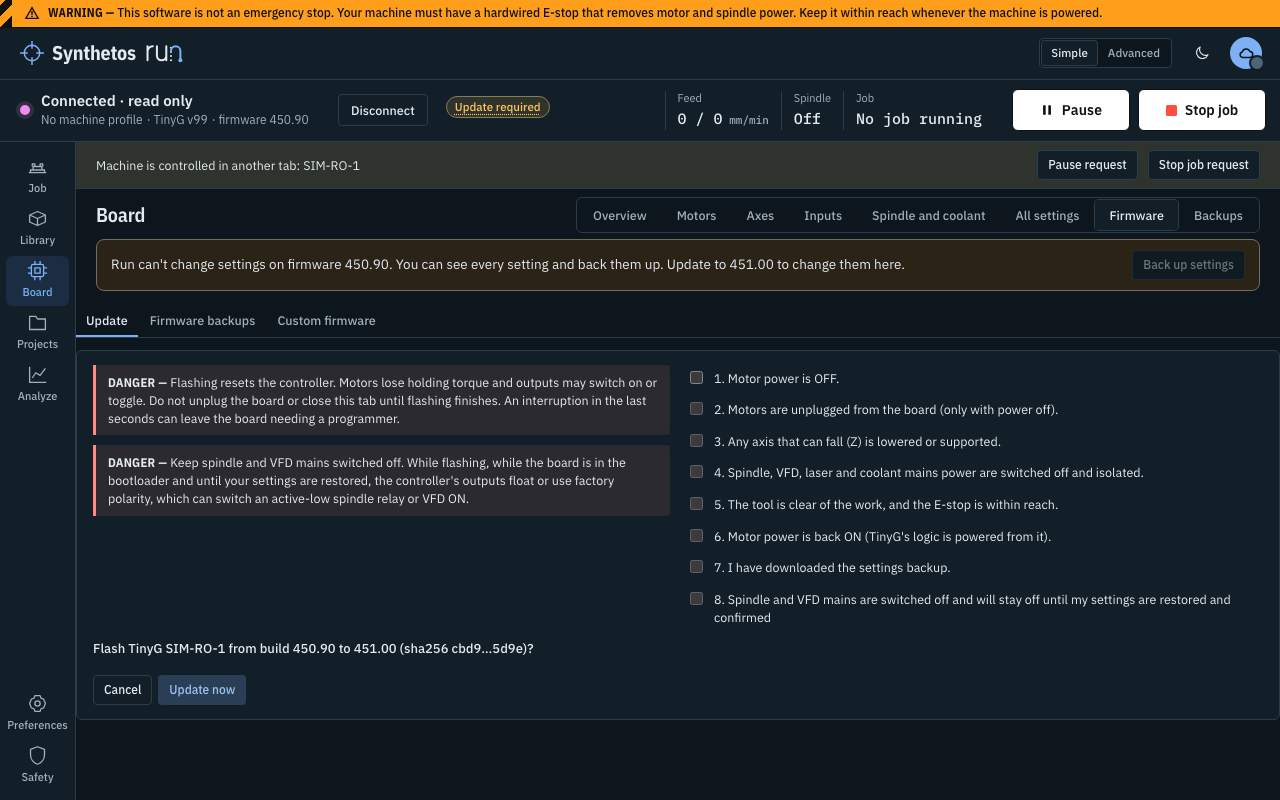 WARNING — This software is not an emergency stop. Your machine must have a hardwired E-stop that removes motor and spindle power. Keep it within reach whenever the machine is powered.
Synthetos run
Simple
Advanced
Connected · read only
No machine profile · TinyG v99 · firmware 450.90
Disconnect
Update required
Feed
0 / 0 mm/min
Spindle
Off
Job
No job running
Pause
Stop job
Job
Library
Board
Projects
Analyze
Preferences
Safety
Machine is controlled in another tab: SIM-RO-1
Pause request
Stop job request
Board
Overview
Motors
Axes
Inputs
Spindle and coolant
All settings
Firmware
Backups
Run can't change settings on firmware 450.90. You can see every setting and back them up. Update to 451.00 to change them here.
Back up settings
Update
Firmware backups
Custom firmware
DANGER — Flashing resets the controller. Motors lose holding torque and outputs may switch on or
toggle. Do not unplug the board or close this tab until flashing finishes. An interruption in the last
seconds can leave the board needing a programmer.
DANGER — Keep spindle and VFD mains switched off. While flashing, while the board is in the
bootloader and until your settings are restored, the controller's outputs float or use factory
polarity, which can switch an active-low spindle relay or VFD ON.
1. Motor power is OFF.
2. Motors are unplugged from the board (only with power off).
3. Any axis that can fall (Z) is lowered or supported.
4. Spindle, VFD, laser and coolant mains power are switched off and isolated.
5. The tool is clear of the work, and the E-stop is within reach.
6. Motor power is back ON (TinyG's logic is powered from it).
7. I have downloaded the settings backup.
8. Spindle and VFD mains are switched off and will stay off until my settings are restored and
confirmed
Flash TinyG SIM-RO-1 from build 450.90 to 451.00 (sha256 cbd9…5d9e)?
Cancel
Update now